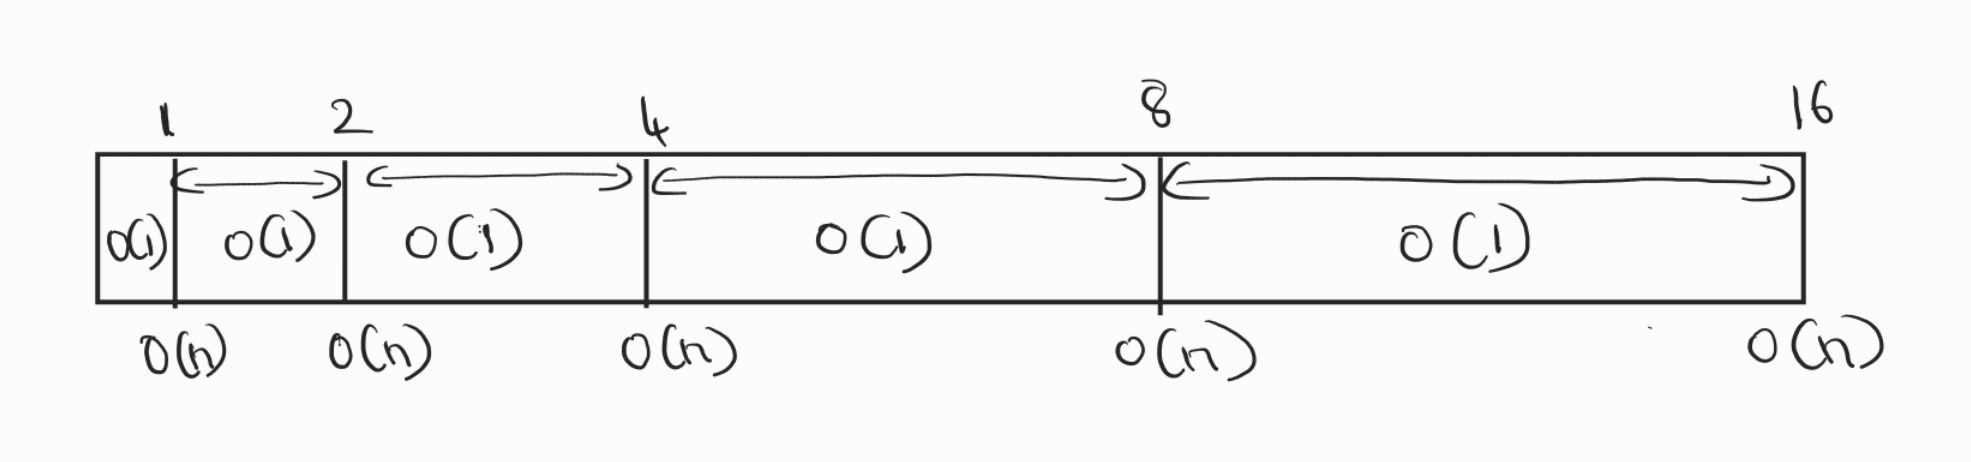 1 2 4 8 16
O(1) O(1) O(1) O(1) O(1)
O(n) O(n) O(n) O(n) O(n)